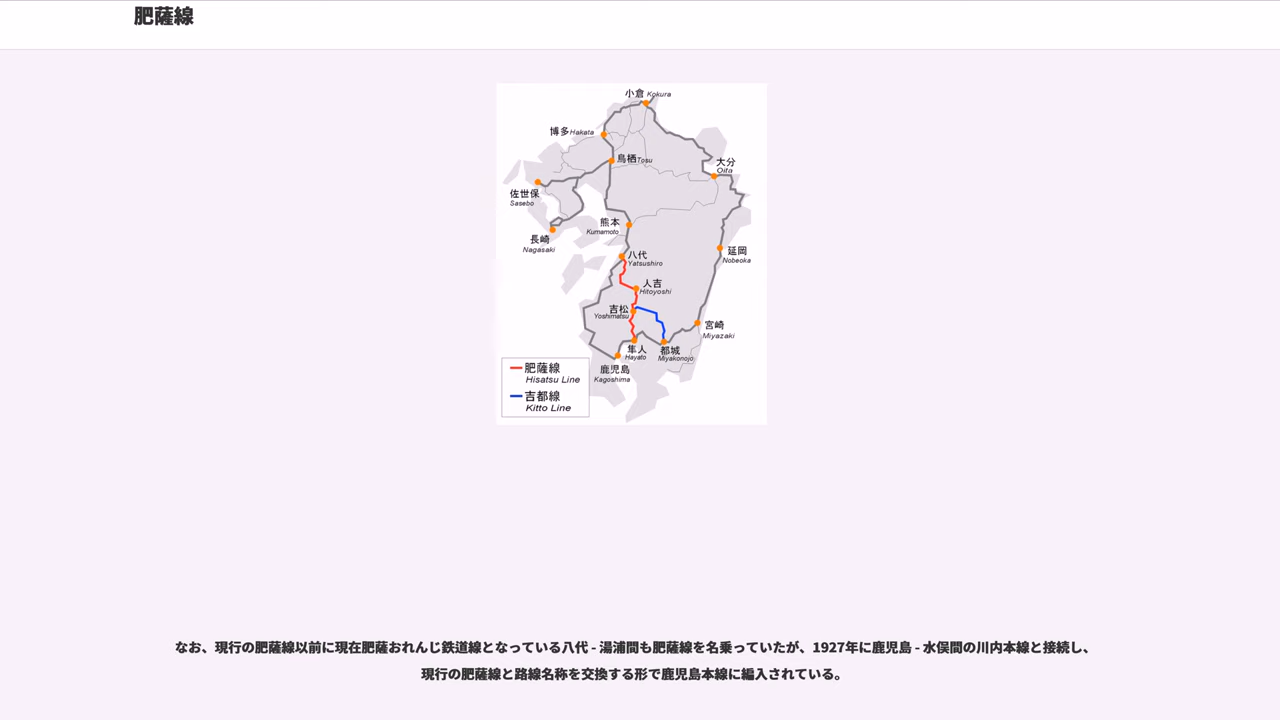 肥薩線
小倉 Kokura
博多 Hakata
鳥栖 Tosu
大分
Oita
佐世保
Sasebo
熊本
Kumamoto
長崎
Nagasaki
八代
Yatsushiro
延岡
Nobeoka
人吉
Hitoyoshi
吉松
Yoshimatsu
宮崎
Miyazaki
隼人
Hayato
都城
Miyakonojo
鹿児島
Kagoshima
肥薩線
Hisatsu Line
吉都線
Kitto Line
なお、現行の肥薩線以前に現在肥薩おれんじ鉄道線となっている八代 - 湯浦間も肥薩線を名乗っていたが、1927年に鹿児島 - 水俣間の川内本線と接続し、
現行の肥薩線と路線名称を交換する形で鹿児島本線に編入されている。